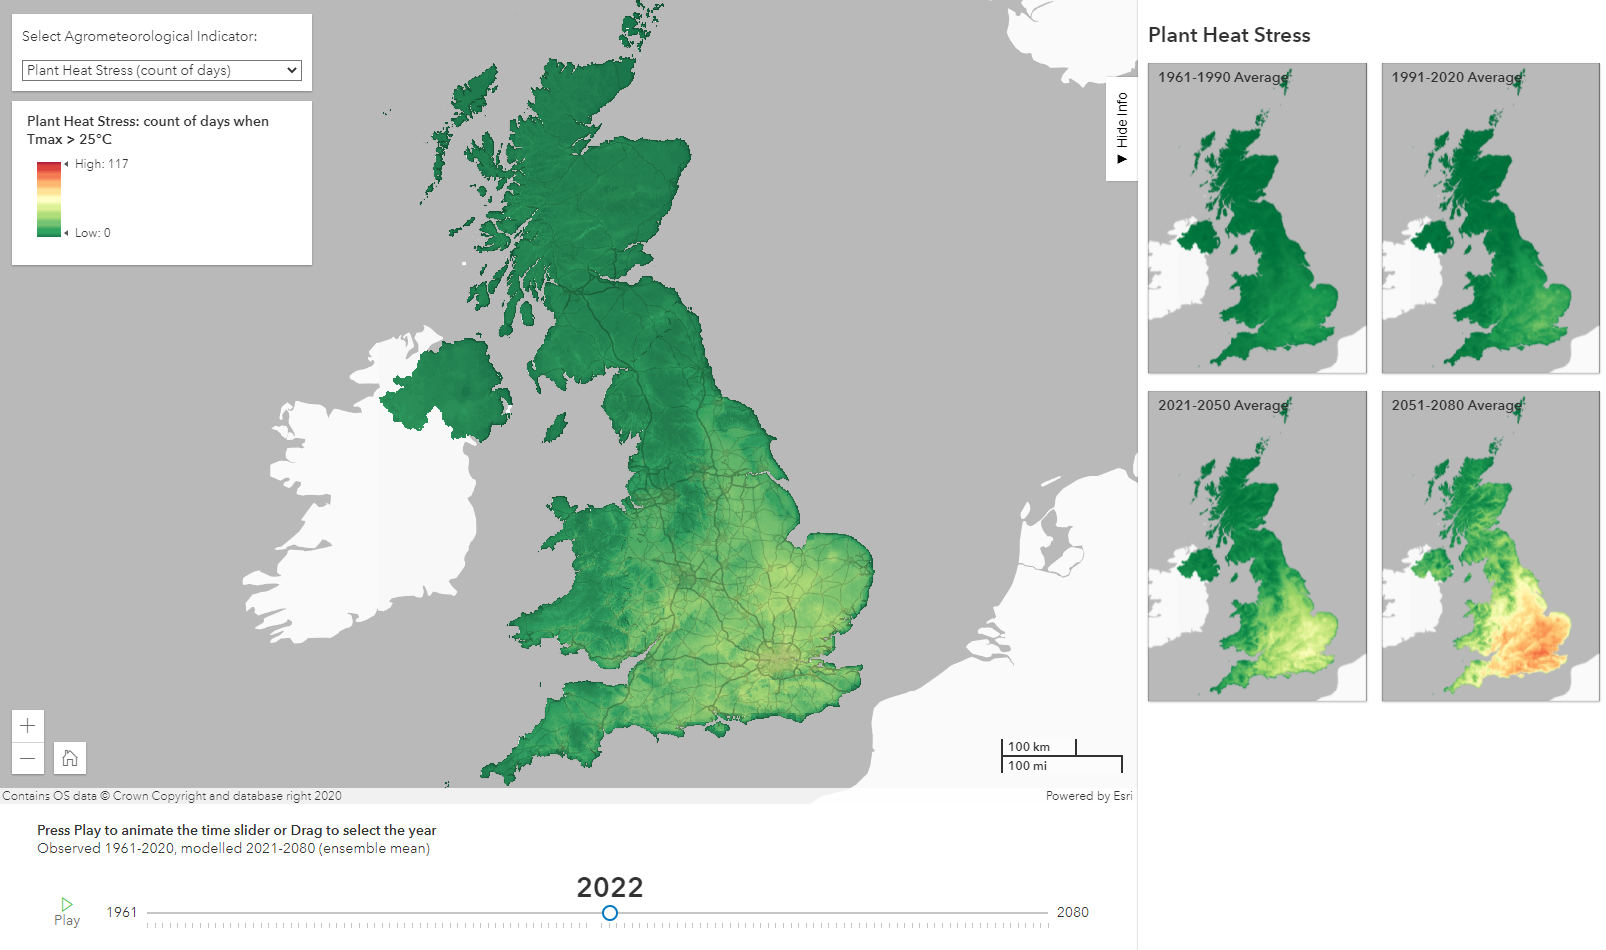 Select Agrometeorological Indicator:
Plant Heat Stress (count of days)
Plant Heat Stress: count of days when
Tmax > 25°C
High: 117
Low: 0
Hide Info
100 km
100 mi
Contains OS data © Crown Copyright and database right 2020
Powered by Esri
Press Play to animate the time slider or Drag to select the year
Observed 1961-2020, modelled 2021-2080 (ensemble mean)
2022
Play
1961
2080
Plant Heat Stress
1961-1990 Average
1991-2020 Average
2021-2050 Average
2051-2080 Average